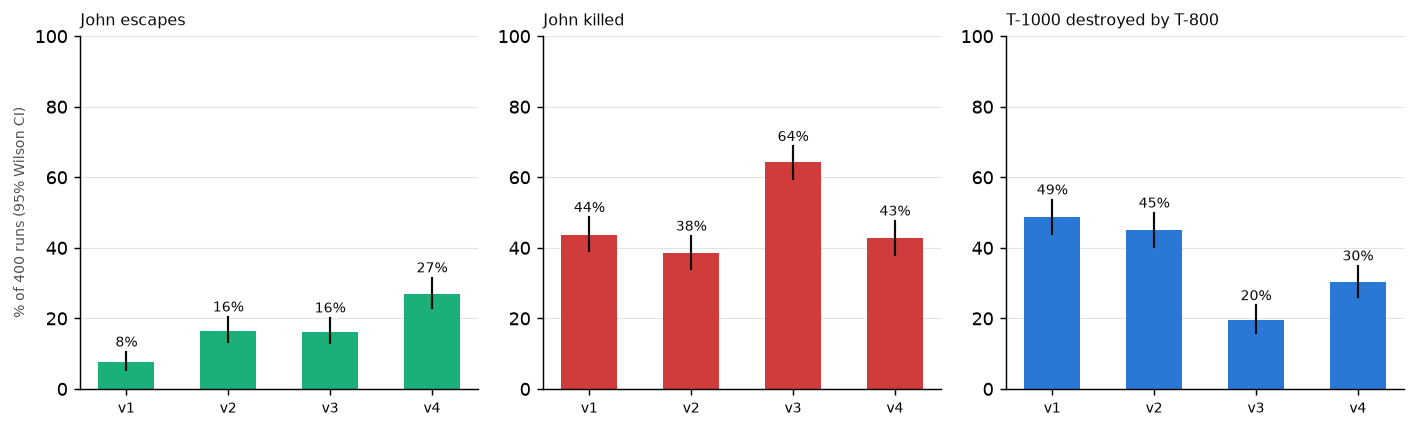 John escapes
% of 400 runs (95% Wilson CI)
100
80
60
40
20
0
8%
16%
16%
27%
v1
v2
v3
v4
John killed
100
80
60
40
20
0
44%
38%
64%
43%
v1
v2
v3
v4
T-1000 destroyed by T-800
100
80
60
40
20
0
49%
45%
20%
30%
v1
v2
v3
v4